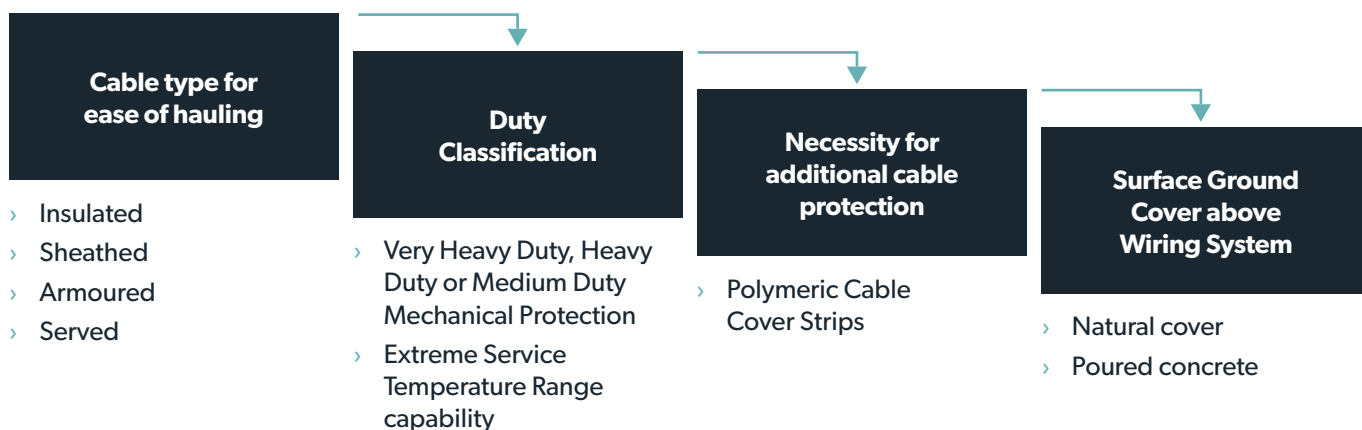 Cable type for
ease of hauling
› Insulated
› Sheathed
› Armoured
› Served
Duty
Classification
› Very Heavy Duty, Heavy
Duty or Medium Duty
Mechanical Protection
› Extreme Service
Temperature Range
capability
Necessity for
additional cable
protection
› Polymeric Cable
Cover Strips
Surface Ground
Cover above
Wiring System
› Natural cover
› Poured concrete